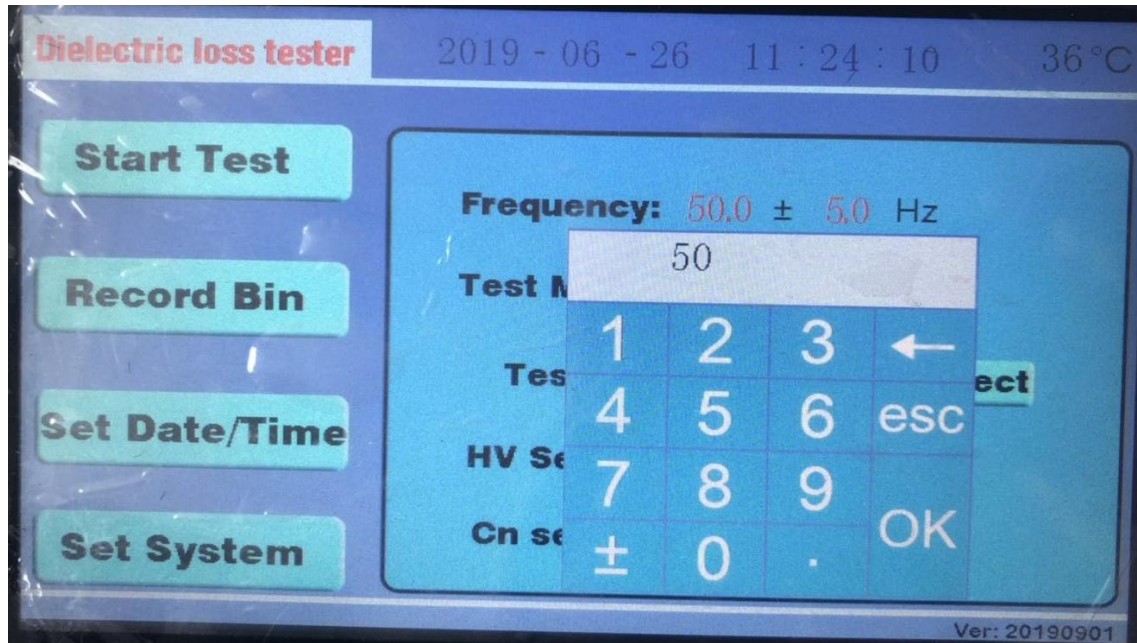 Dielectric loss tester 2019 - 06 - 26 11 : 24 : 10 36°C
Start Test
Frequency: 50.0 ± 5.0 Hz
50
Test M
Record Bin
1 2 3 ←
Tes ect
4 5 6 esc
Set Date/Time
HV Se
7 8 9
OK
Cn se
± 0 .
Set System
Ver: 20190901